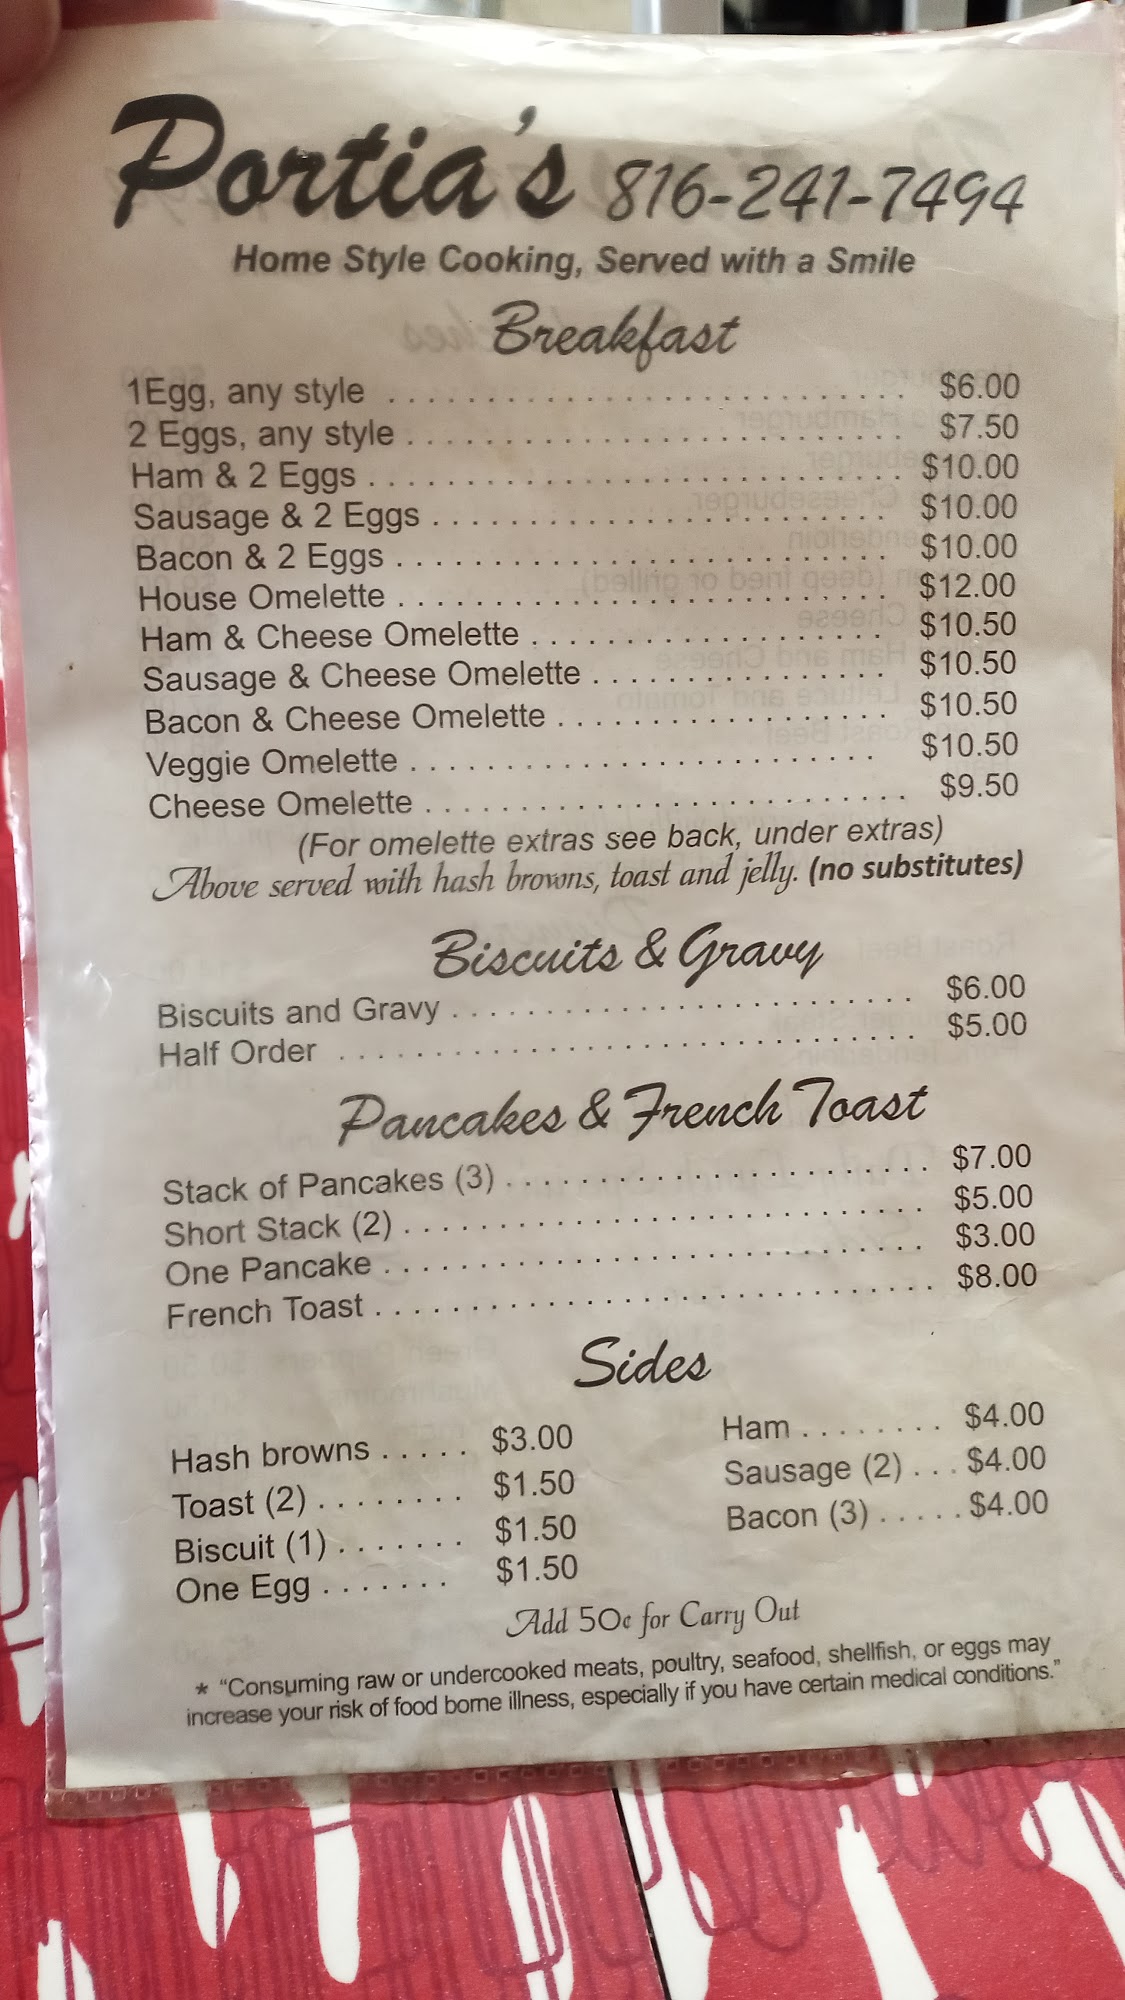 Portia's 816-241-7494
Home Style Cooking, Served with a Smile
Breakfast
1Egg, any style . . . . . . . . . . . . . . . . . . . . . . . . . . . $6.00
2 Eggs, any style . . . . . . . . . . . . . . . . . . . . . . . . . . $7.50
Ham & 2 Eggs . . . . . . . . . . . . . . . . . . . . . . . . . . . . $10.00
Sausage & 2 Eggs . . . . . . . . . . . . . . . . . . . . . . . . $10.00
Bacon & 2 Eggs . . . . . . . . . . . . . . . . . . . . . . . . . . $10.00
House Omelette . . . . . . . . . . . . . . . . . . . . . . . . . . $12.00
Ham & Cheese Omelette . . . . . . . . . . . . . . . . . . . $10.50
Sausage & Cheese Omelette . . . . . . . . . . . . . . . . $10.50
Bacon & Cheese Omelette . . . . . . . . . . . . . . . . . . $10.50
Veggie Omelette . . . . . . . . . . . . . . . . . . . . . . . . . $10.50
Cheese Omelette . . . . . . . . . . . . . . . . . . . . . . . . . $9.50
(For omelette extras see back, under extras)
Above served with hash browns, toast and jelly. (no substitutes)
Biscuits & Gravy
Biscuits and Gravy . . . . . . . . . . . . . . . . . . . . . . . . $6.00
Half Order . . . . . . . . . . . . . . . . . . . . . . . . . . . . . . $5.00
Pancakes & French Toast
Stack of Pancakes (3) . . . . . . . . . . . . . . . . . . . . . . $7.00
Short Stack (2) . . . . . . . . . . . . . . . . . . . . . . . . . . . $5.00
One Pancake . . . . . . . . . . . . . . . . . . . . . . . . . . . . $3.00
French Toast . . . . . . . . . . . . . . . . . . . . . . . . . . . . . $8.00
Sides
Hash browns . . . . . $3.00
Toast (2) . . . . . . . . $1.50
Biscuit (1) . . . . . . . $1.50
One Egg . . . . . . . $1.50
Ham . . . . . . . . $4.00
Sausage (2) . . . $4.00
Bacon (3) . . . . . $4.00
Add 50¢ for Carry Out
* "Consuming raw or undercooked meats, poultry, seafood, shellfish, or eggs may
increase your risk of food borne illness, especially if you have certain medical conditions."